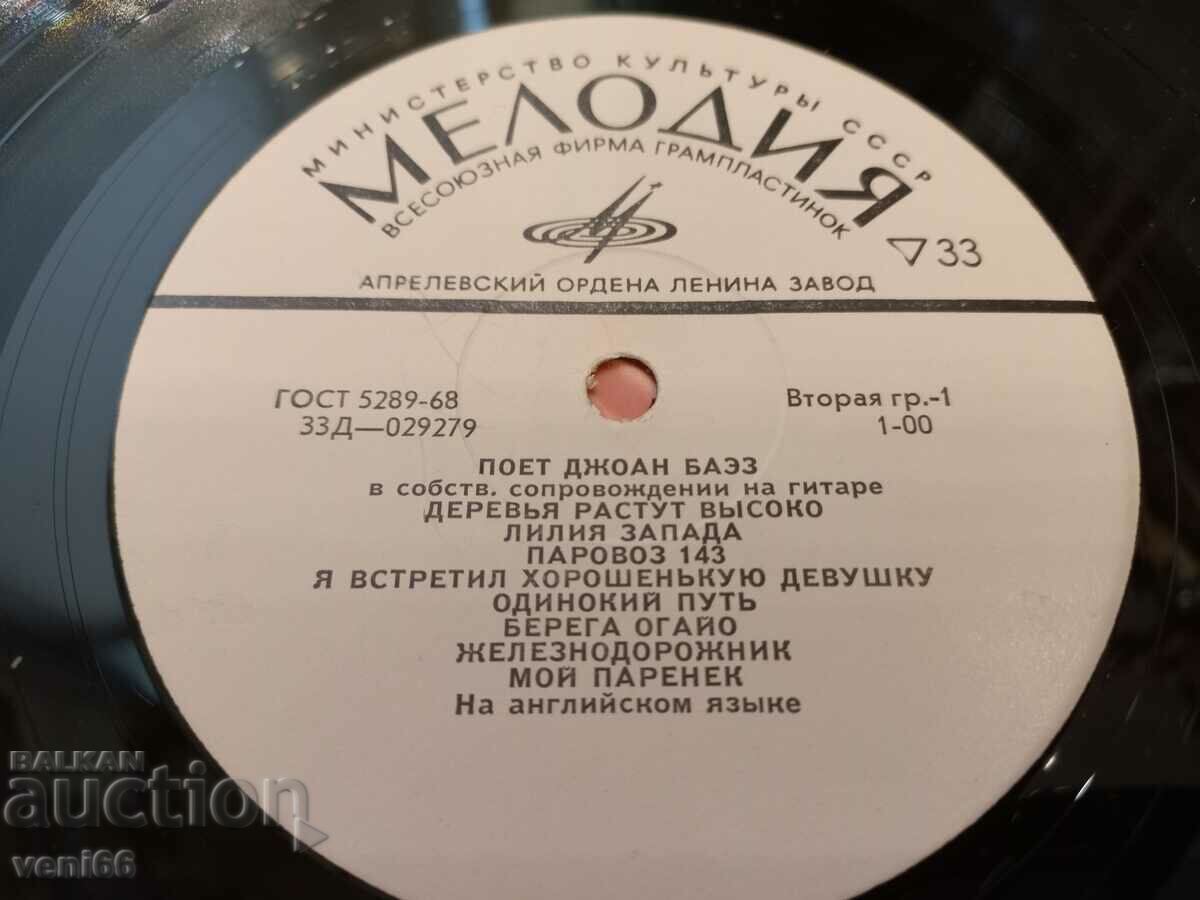 МИНИСТЕРСТВО КУЛЬТУРЫ СССР
МЕЛОДИЯ
ВСЕСОЮЗНАЯ ФИРМА ГРАМПЛАСТИНОК
33
АПРЕЛЕВСКИЙ ОРДЕНА ЛЕНИНА ЗАВОД
ГОСТ 5289-68
Вторая гр.-1
33Д—029279
1-00
ПОЕТ ДЖОАН БАЭЗ
в собств. сопровождении на гитаре
ДЕРЕВЬЯ РАСТУТ ВЫСОКО
ЛИЛИЯ ЗАПАДА
ПАРОВОЗ 143
Я ВСТРЕТИЛ ХОРОШЕНЬКУЮ ДЕВУШКУ
ОДИНОКИЙ ПУТЬ
БЕРЕГА ОГАЙО
ЖЕЛЕЗНОДОРОЖНИК
МОЙ ПАРЕНЕК
На английском языке
BALKAN
auction
veni66